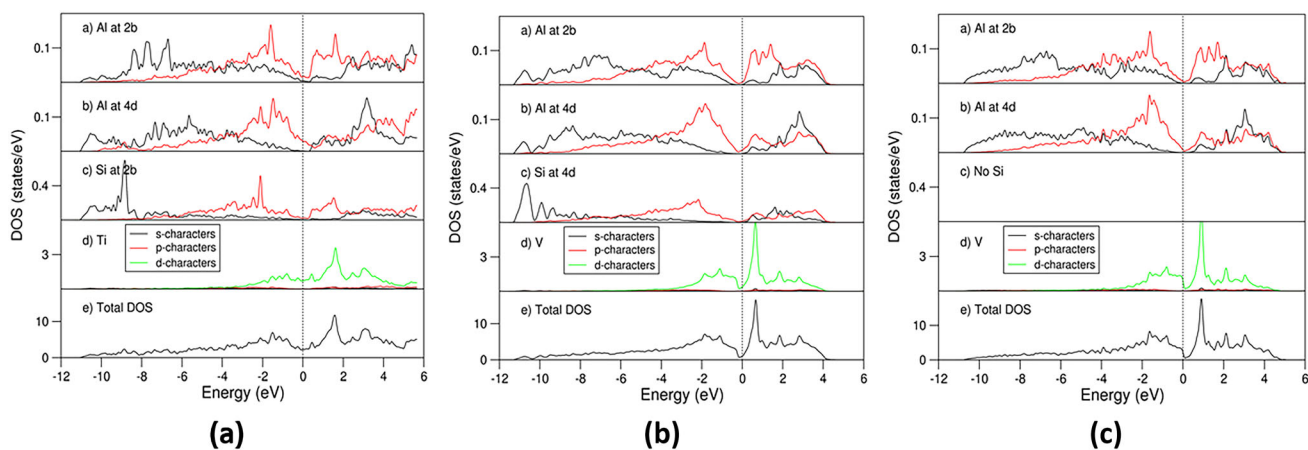 a) Al at 2b
0.1
b) Al at 4d
0.1
c) Si at 2b
0.4
d) Ti
s-characters
p-characters
d-characters
3
e) Total DOS
10
0
DOS (states/eV)
-12 -10 -8 -6 -4 -2 0 2 4 6
Energy (eV)
(a)
a) Al at 2b
0.1
b) Al at 4d
0.1
c) Si at 4d
0.4
d) V
s-characters
p-characters
d-characters
3
e) Total DOS
10
0
DOS (states/eV)
-12 -10 -8 -6 -4 -2 0 2 4 6
Energy (eV)
(b)
a) Al at 2b
0.1
b) Al at 4d
0.1
c) No Si
0.4
d) V
s-characters
p-characters
d-characters
3
e) Total DOS
10
0
DOS (states/eV)
-12 -10 -8 -6 -4 -2 0 2 4 6
Energy (eV)
(c)